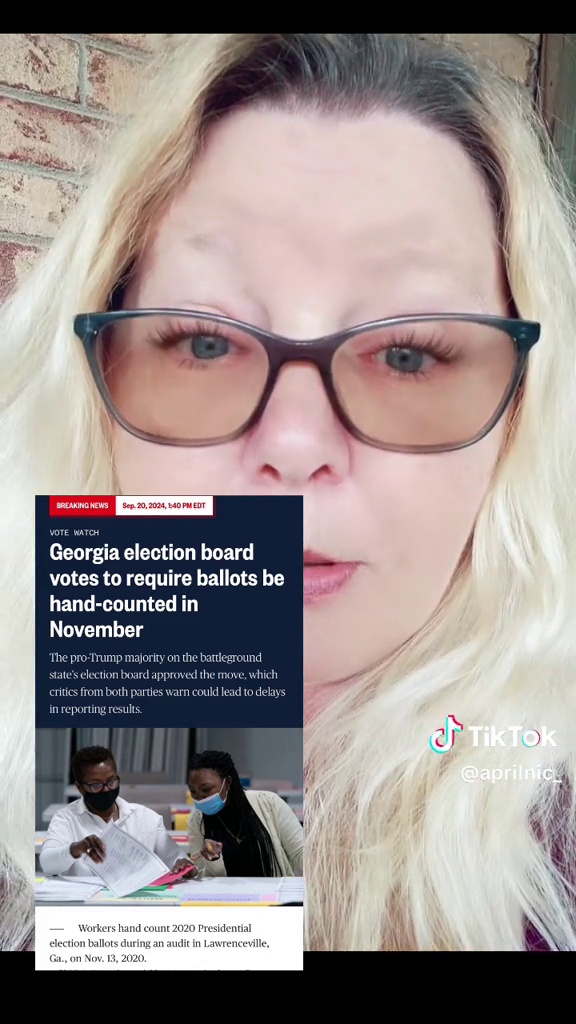 BREAKING NEWS Sep. 20, 2024, 1:40 PM EDT
VOTE WATCH
Georgia election board
votes to require ballots be
hand-counted in
November
The pro-Trump majority on the battleground
state's election board approved the move, which
critics from both parties warn could lead to delays
in reporting results.
— Workers hand count 2020 Presidential
election ballots during an audit in Lawrenceville,
Ga., on Nov. 13, 2020.
TikTok
@aprilnic_